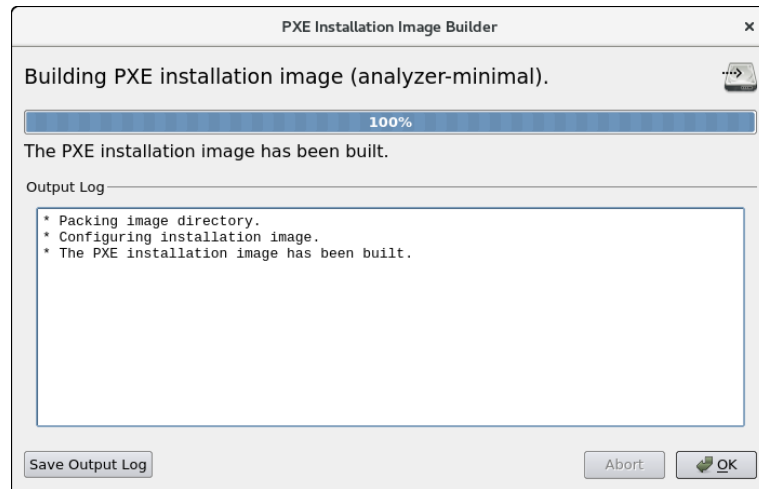 PXE Installation Image Builder
Building PXE installation image (analyzer-minimal).
100%
The PXE installation image has been built.
Output Log
* Packing image directory.
* Configuring installation image.
* The PXE installation image has been built.
Save Output Log
Abort
OK